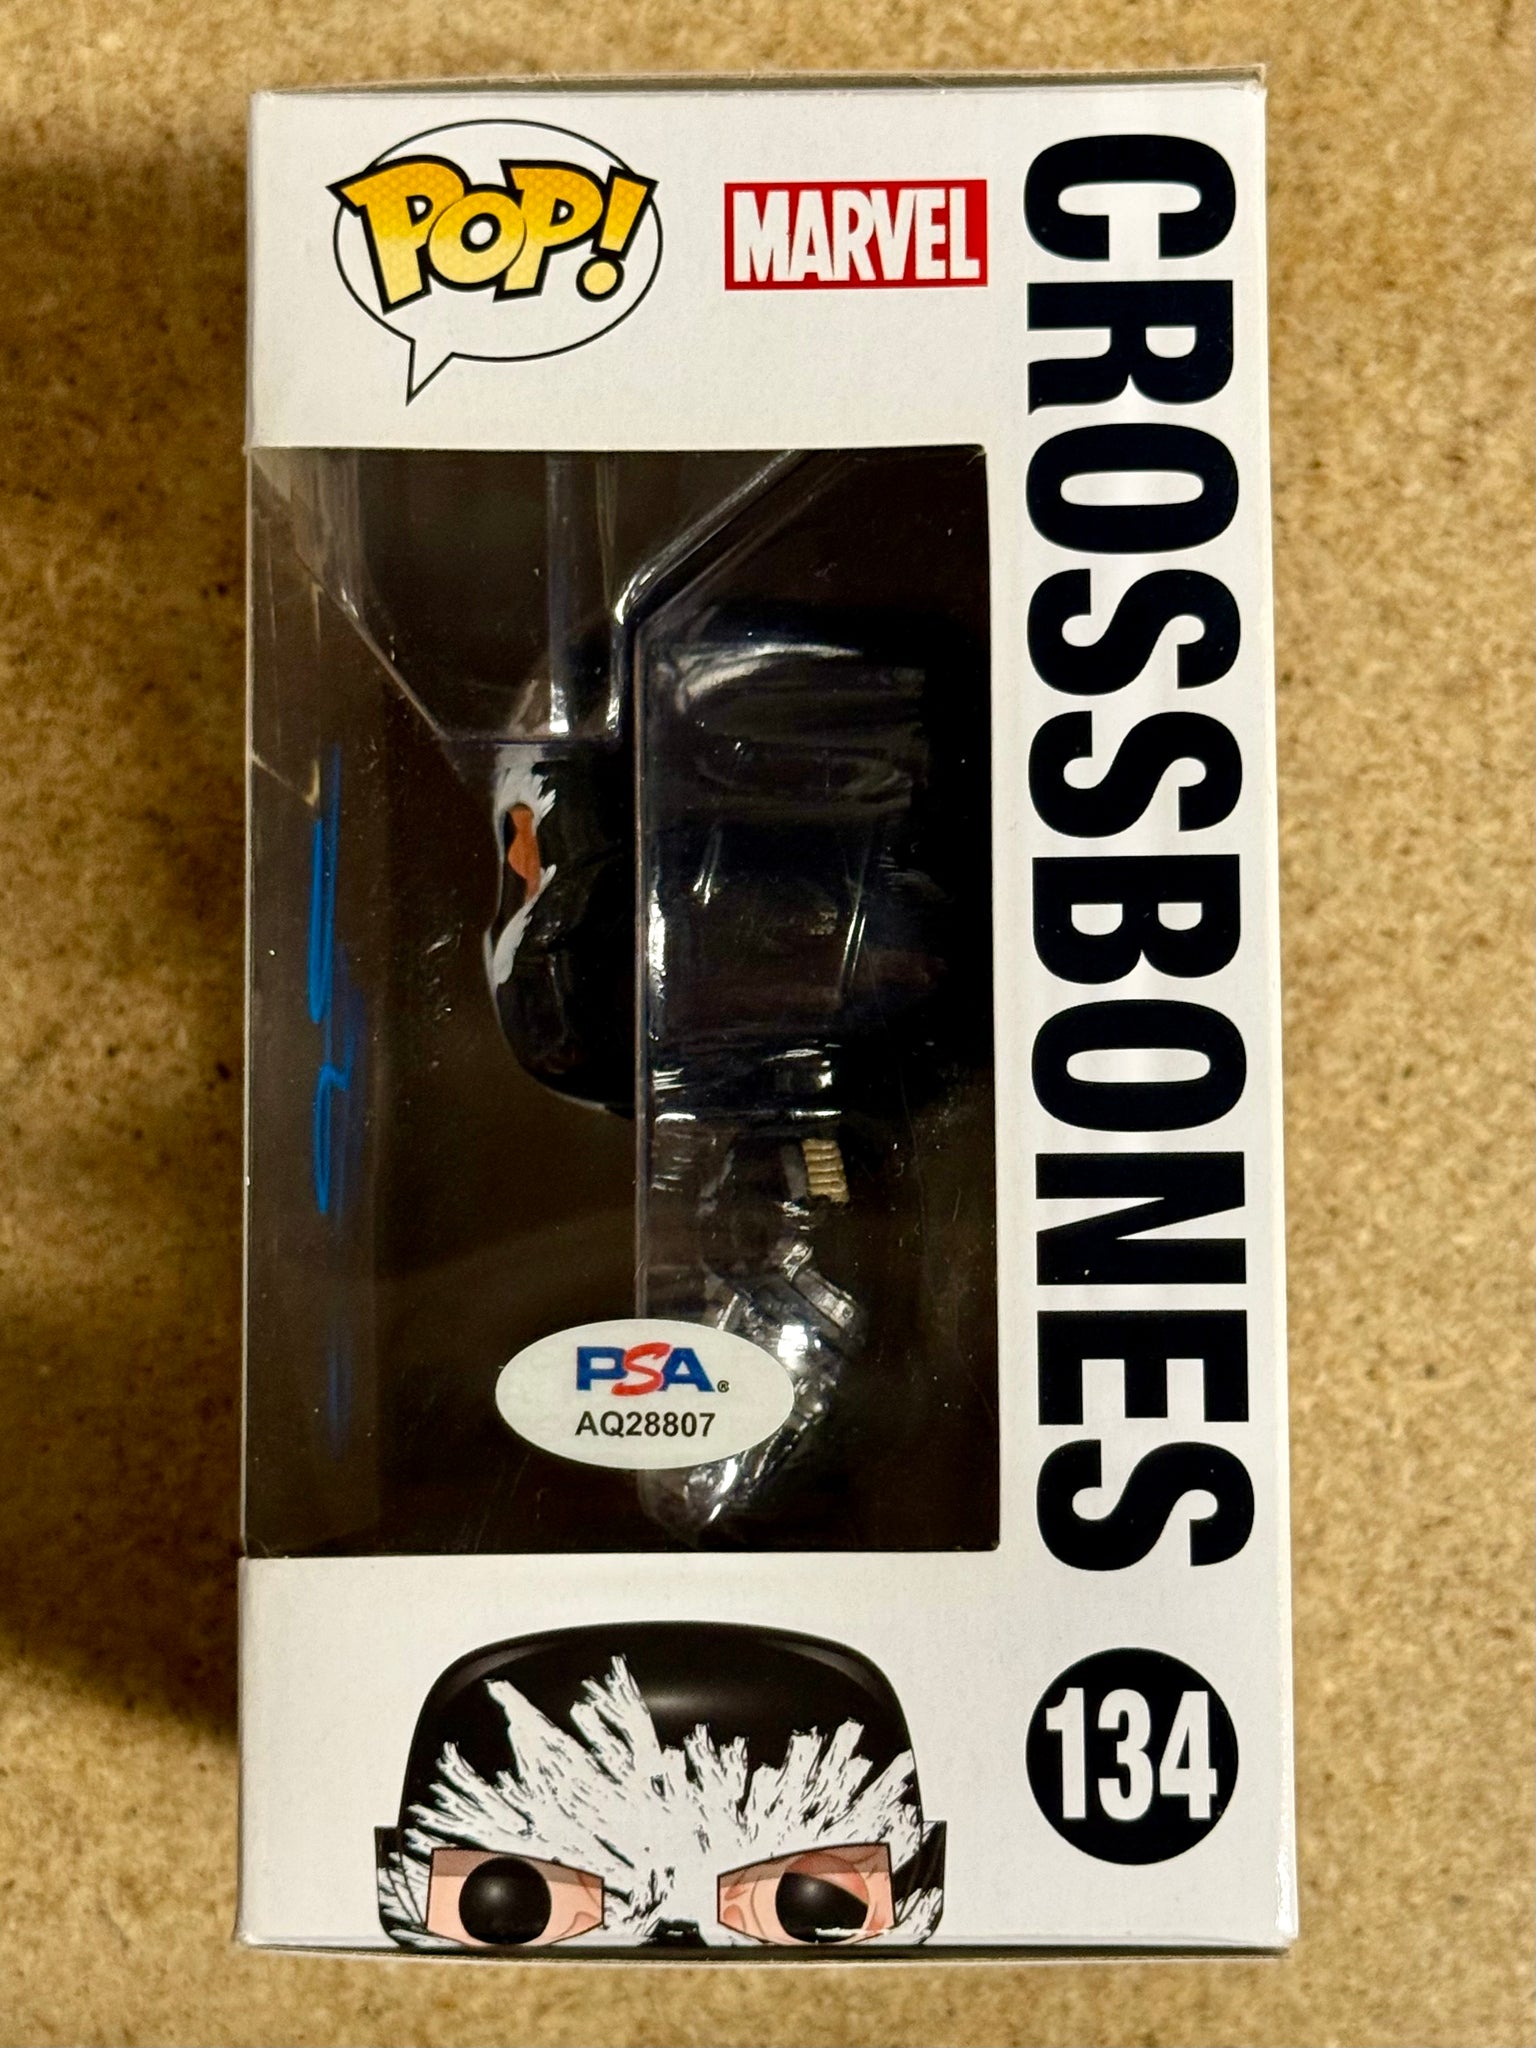 POP!
MARVEL
CROSSBONES
134
PSA®
AQ28807